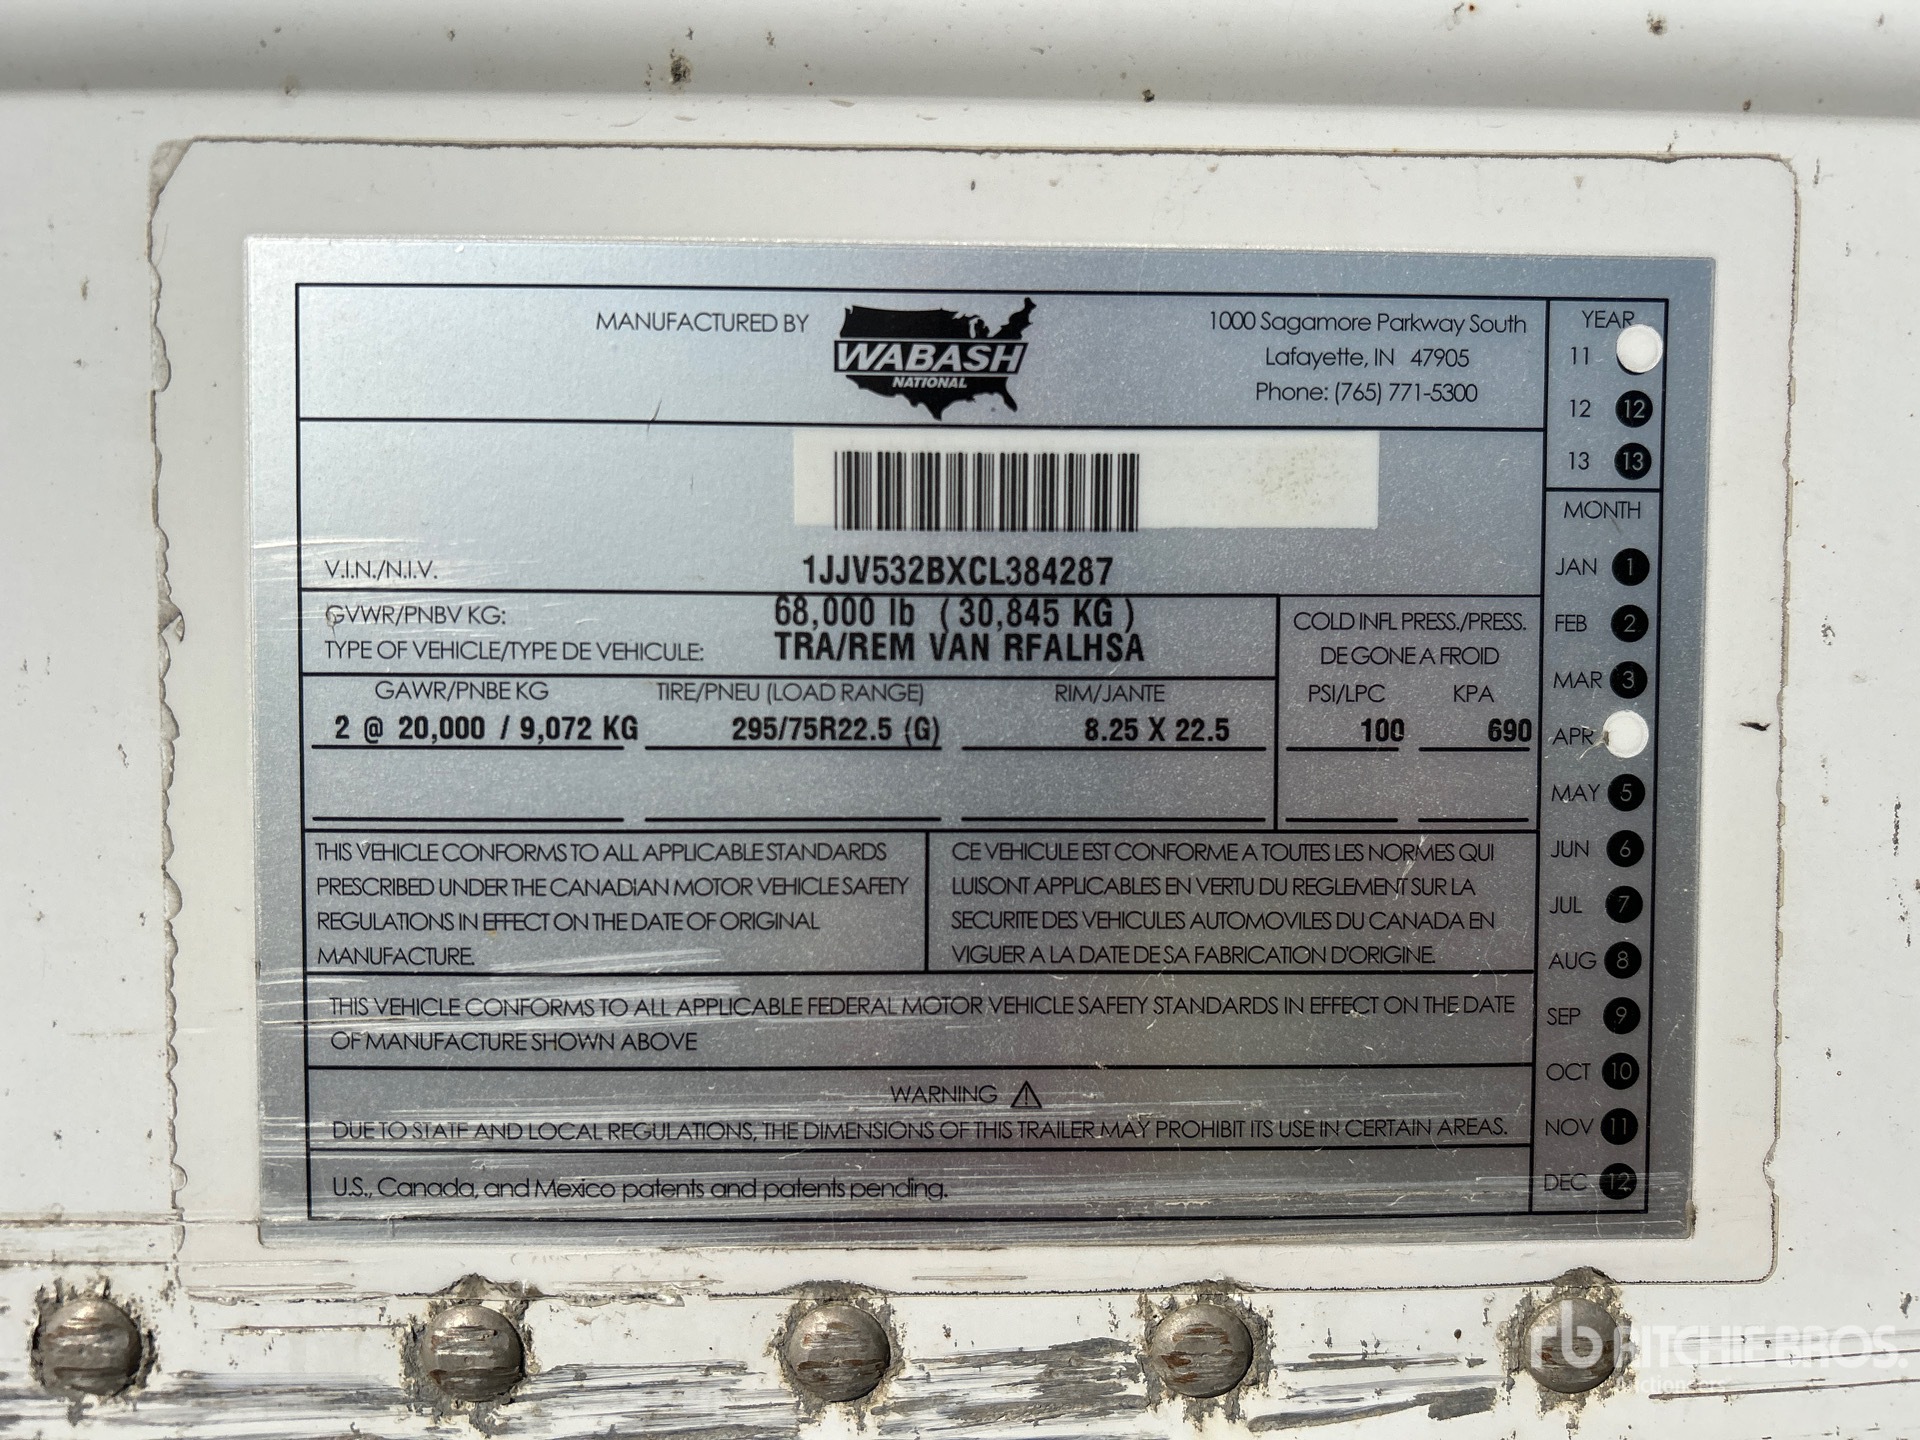 MANUFACTURED BY
WABASH
NATIONAL
1000 Sagamore Parkway South
Lafayette, IN 47905
Phone: (765) 771-5300
YEAR
11
12 12
13 13
V.I.N./N.I.V. 1JJV532BXCL384287
GVWR/PNBV KG: 68,000 lb ( 30,845 KG )
TYPE OF VEHICLE/TYPE DE VEHICULE: TRA/REM VAN RFALHSA
COLD INFL PRESS./PRESS.
DE GONE A FROID
GAWR/PNBE KG TIRE/PNEU (LOAD RANGE) RIM/JANTE PSI/LPC KPA
2 @ 20,000 / 9,072 KG 295/75R22.5 (G) 8.25 X 22.5 100 690
MONTH
JAN 1
FEB 2
MAR 3
APR
MAY 5
JUN 6
JUL 7
AUG 8
SEP 9
OCT 10
NOV 11
DEC 12
THIS VEHICLE CONFORMS TO ALL APPLICABLE STANDARDS
PRESCRIBED UNDER THE CANADIAN MOTOR VEHICLE SAFETY
REGULATIONS IN EFFECT ON THE DATE OF ORIGINAL
MANUFACTURE.
CE VEHICULE EST CONFORME A TOUTES LES NORMES QUI
LUISONT APPLICABLES EN VERTU DU REGLEMENT SUR LA
SECURITE DES VEHICULES AUTOMOVILES DU CANADA EN
VIGUER A LA DATE DE SA FABRICATION D'ORIGINE.
THIS VEHICLE CONFORMS TO ALL APPLICABLE FEDERAL MOTOR VEHICLE SAFETY STANDARDS IN EFFECT ON THE DATE
OF MANUFACTURE SHOWN ABOVE
WARNING
DUE TO STATE AND LOCAL REGULATIONS, THE DIMENSIONS OF THIS TRAILER MAY PROHIBIT ITS USE IN CERTAIN AREAS.
U.S., Canada, and Mexico patents and patents pending.
rb RITCHIE BROS.
Auctioneers